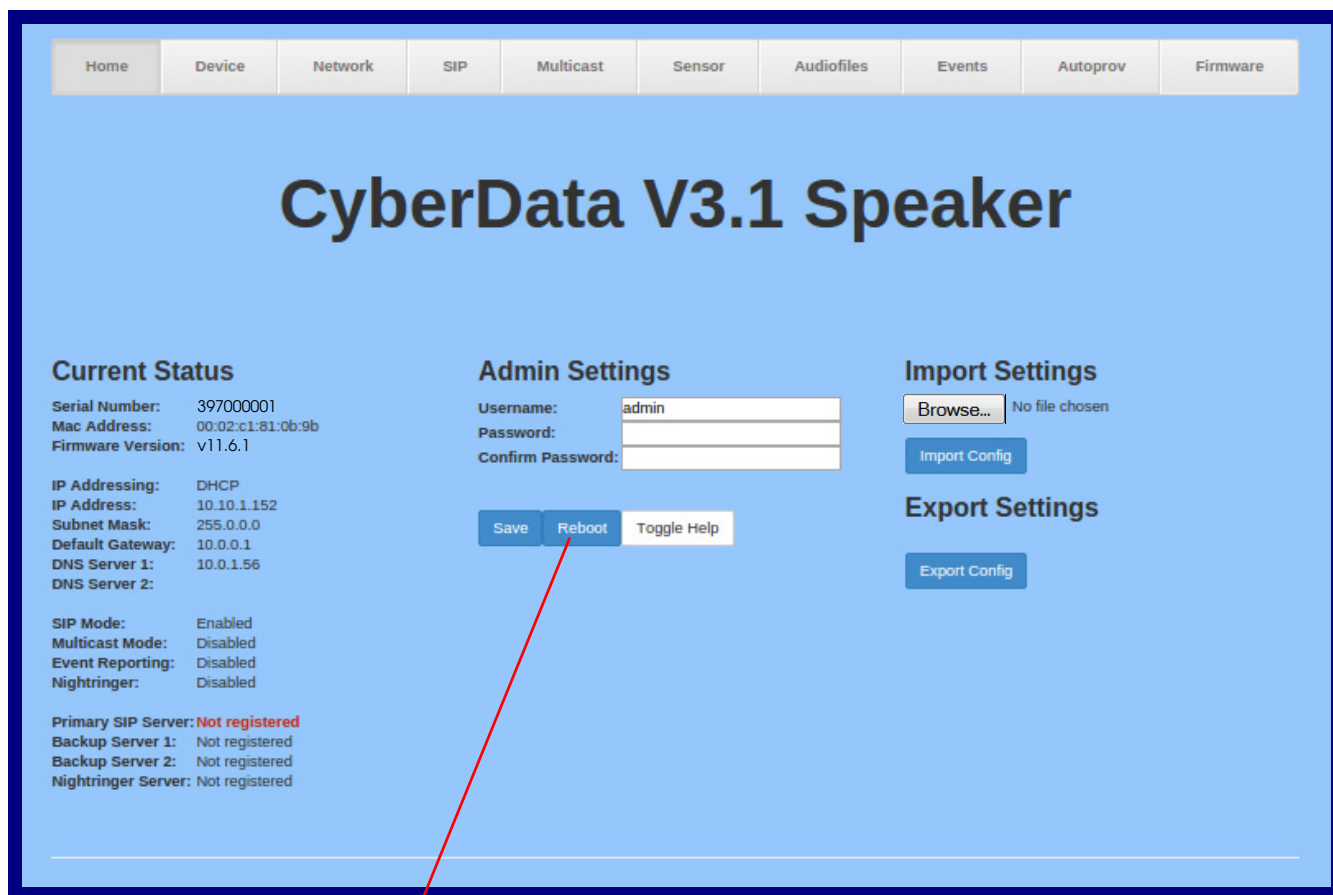 Home Device Network SIP Multicast Sensor Audiofiles Events Autoprov Firmware
CyberData V3.1 Speaker
Current Status
Serial Number: 397000001
Mac Address: 00:02:c1:81:0b:9b
Firmware Version: v11.6.1
IP Addressing: DHCP
IP Address: 10.10.1.152
Subnet Mask: 255.0.0.0
Default Gateway: 10.0.0.1
DNS Server 1: 10.0.1.56
DNS Server 2:
SIP Mode: Enabled
Multicast Mode: Disabled
Event Reporting: Disabled
Nightringer: Disabled
Primary SIP Server: Not registered
Backup Server 1: Not registered
Backup Server 2: Not registered
Nightringer Server: Not registered
Admin Settings
Username: admin
Password:
Confirm Password:
Save Reboot Toggle Help
Import Settings
Browse... No file chosen
Import Config
Export Settings
Export Config